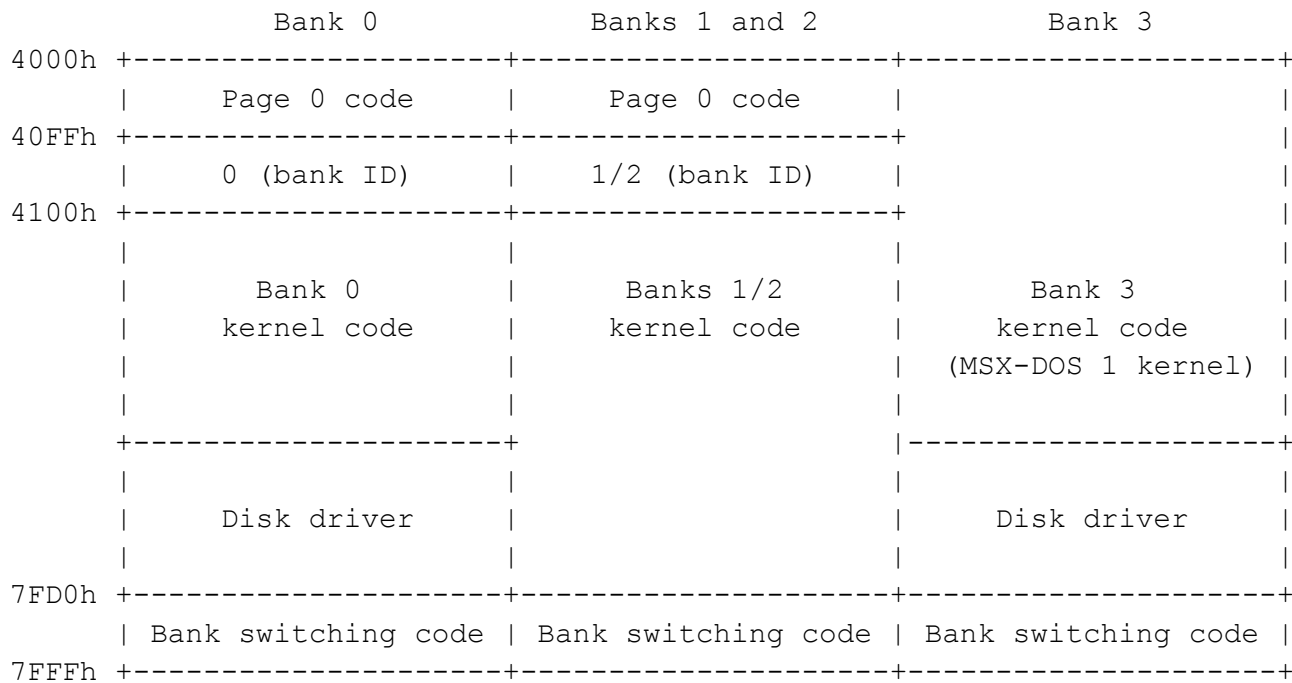 Bank 0 Banks 1 and 2 Bank 3
4000h +---------------------+---------------------+---------------------+
| Page 0 code | Page 0 code | |
40FFh +---------------------+---------------------+ |
| 0 (bank ID) | 1/2 (bank ID) | |
4100h +---------------------+---------------------+ |
| | | |
| Bank 0 | Banks 1/2 | Bank 3 |
| kernel code | kernel code | kernel code |
| | | (MSX-DOS 1 kernel) |
| | | |
+---------------------+ |---------------------+
| | | |
| Disk driver | | Disk driver |
| | | |
7FD0h +---------------------+---------------------+---------------------+
| Bank switching code | Bank switching code | Bank switching code |
7FFFh +---------------------+---------------------+---------------------+